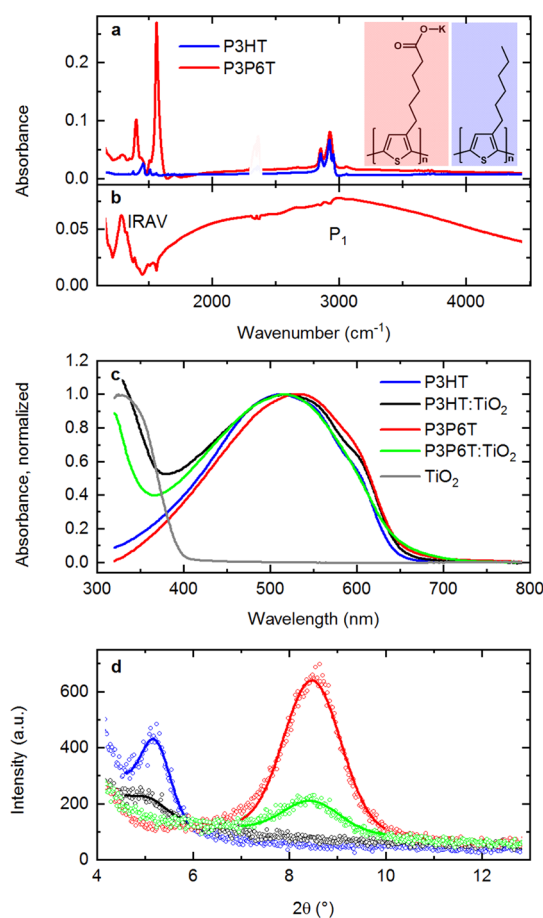 a
P3HT
P3P6T
O
O–K
S
n
S
n
0.2
0.1
0.0
Absorbance
b
IRAV
P₁
0.05
0.00
2000 3000 4000
Wavenumber (cm⁻¹)
c
P3HT
P3HT:TiO₂
P3P6T
P3P6T:TiO₂
TiO₂
1.2
1.0
0.8
0.6
0.4
0.2
0.0
Absorbance, normalized
300 400 500 600 700 800
Wavelength (nm)
d
600
400
200
0
Intensity (a.u.)
4 6 8 10 12
2θ (°)